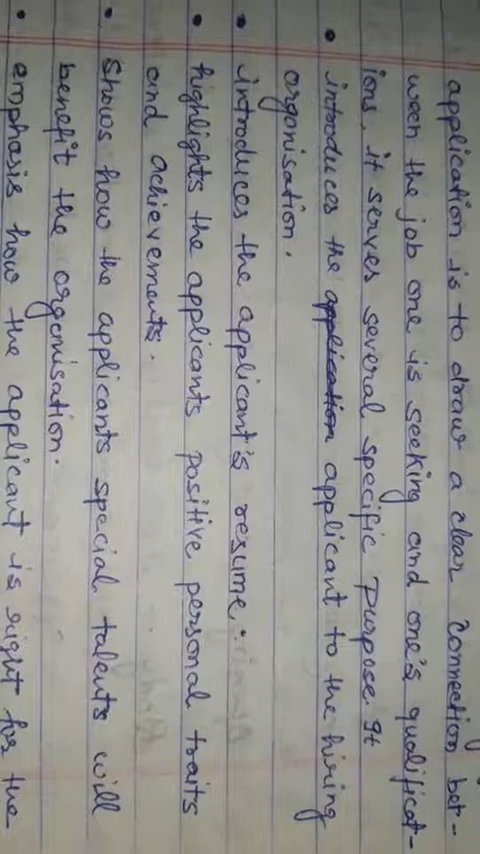 application is to draw a clear connection bet-
ween the job one is seeking and one's qualificat-
ions, it serves several specific purpose. It
• introduces the application applicant to the hiring
orgonisation.
• introduces the applicant's resume.
• highlights the applicants positive personal traits
and achievements.
• shows how the applicants special talents will
benefit the orgonisation.
• emphasis how the applicant is right for the